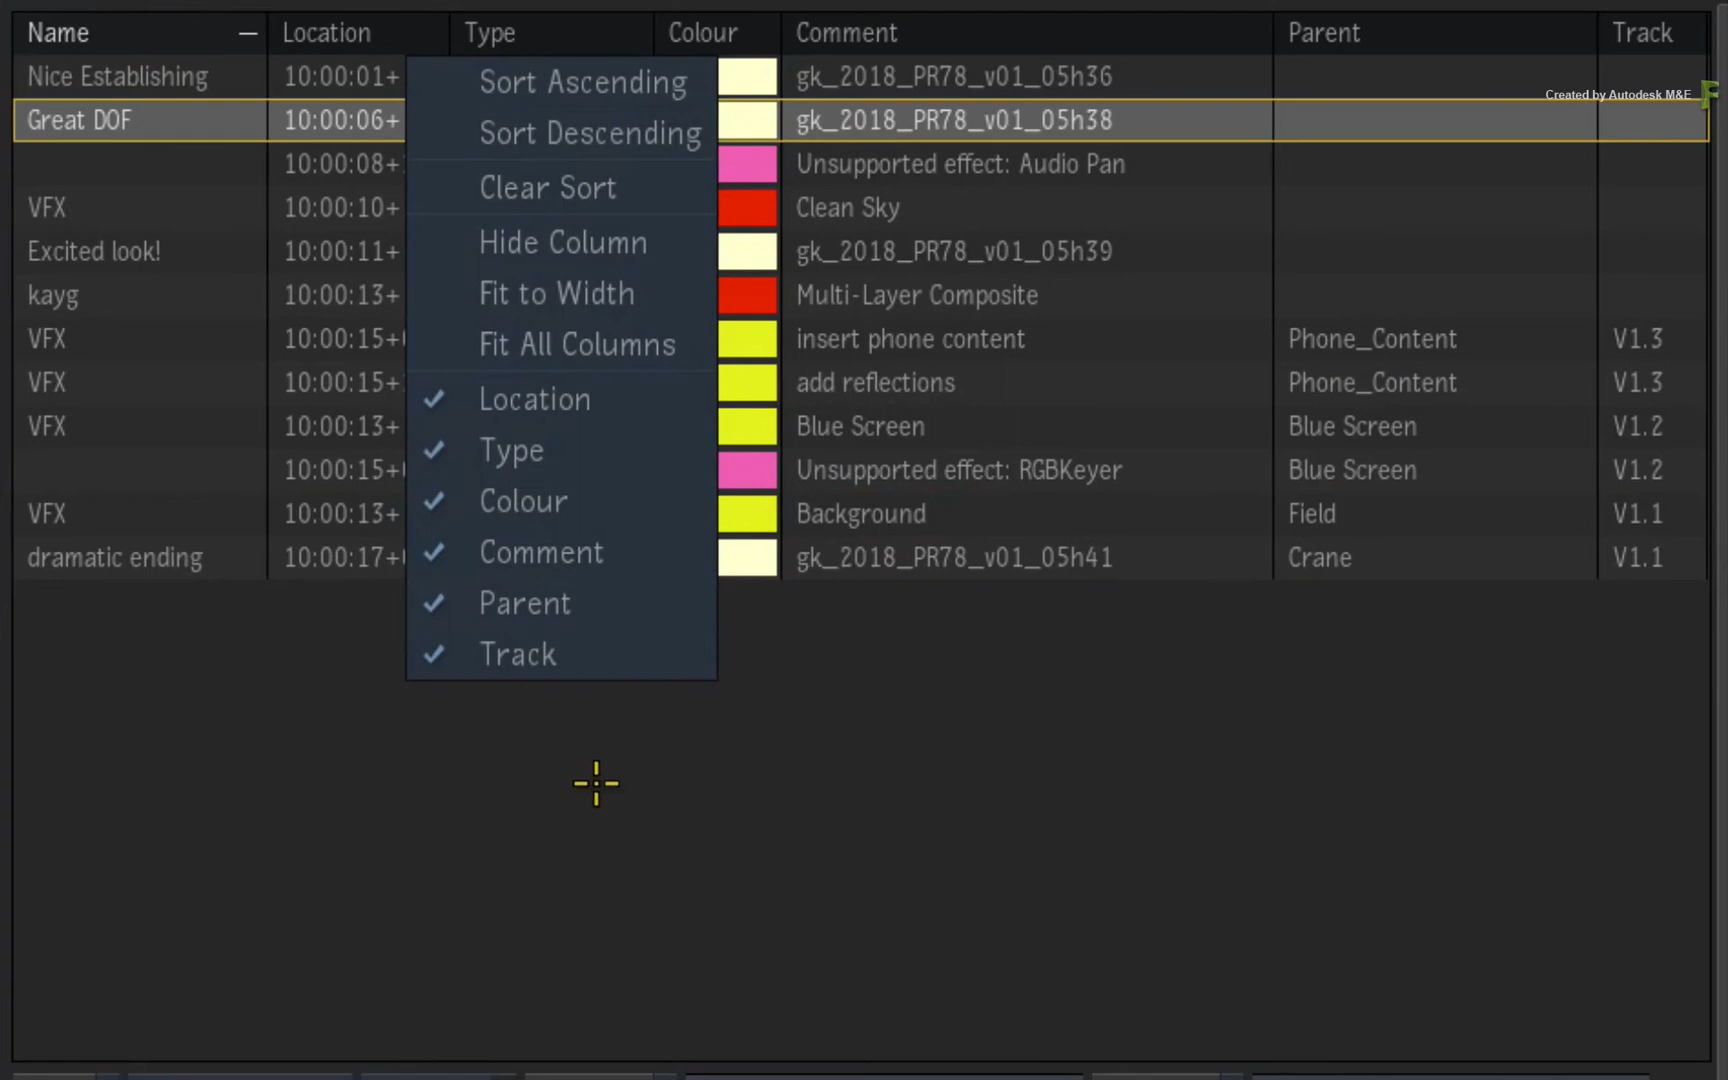 Name — Location Type Colour Comment Parent Track
Nice Establishing 10:00:01+ gk_2018_PR78_v01_05h36
Created by Autodesk M&E
Great DOF 10:00:06+ gk_2018_PR78_v01_05h38
10:00:08+ Unsupported effect: Audio Pan
VFX 10:00:10+ Clean Sky
Excited look! 10:00:11+ gk_2018_PR78_v01_05h39
kayg 10:00:13+ Multi-Layer Composite
VFX 10:00:15+ insert phone content Phone_Content V1.3
VFX 10:00:15+ add reflections Phone_Content V1.3
VFX 10:00:13+ Blue Screen Blue Screen V1.2
10:00:15+ Unsupported effect: RGBKeyer Blue Screen V1.2
VFX 10:00:13+ Background Field V1.1
dramatic ending 10:00:17+ gk_2018_PR78_v01_05h41 Crane V1.1
Sort Ascending
Sort Descending
Clear Sort
Hide Column
Fit to Width
Fit All Columns
Location
Type
Colour
Comment
Parent
Track